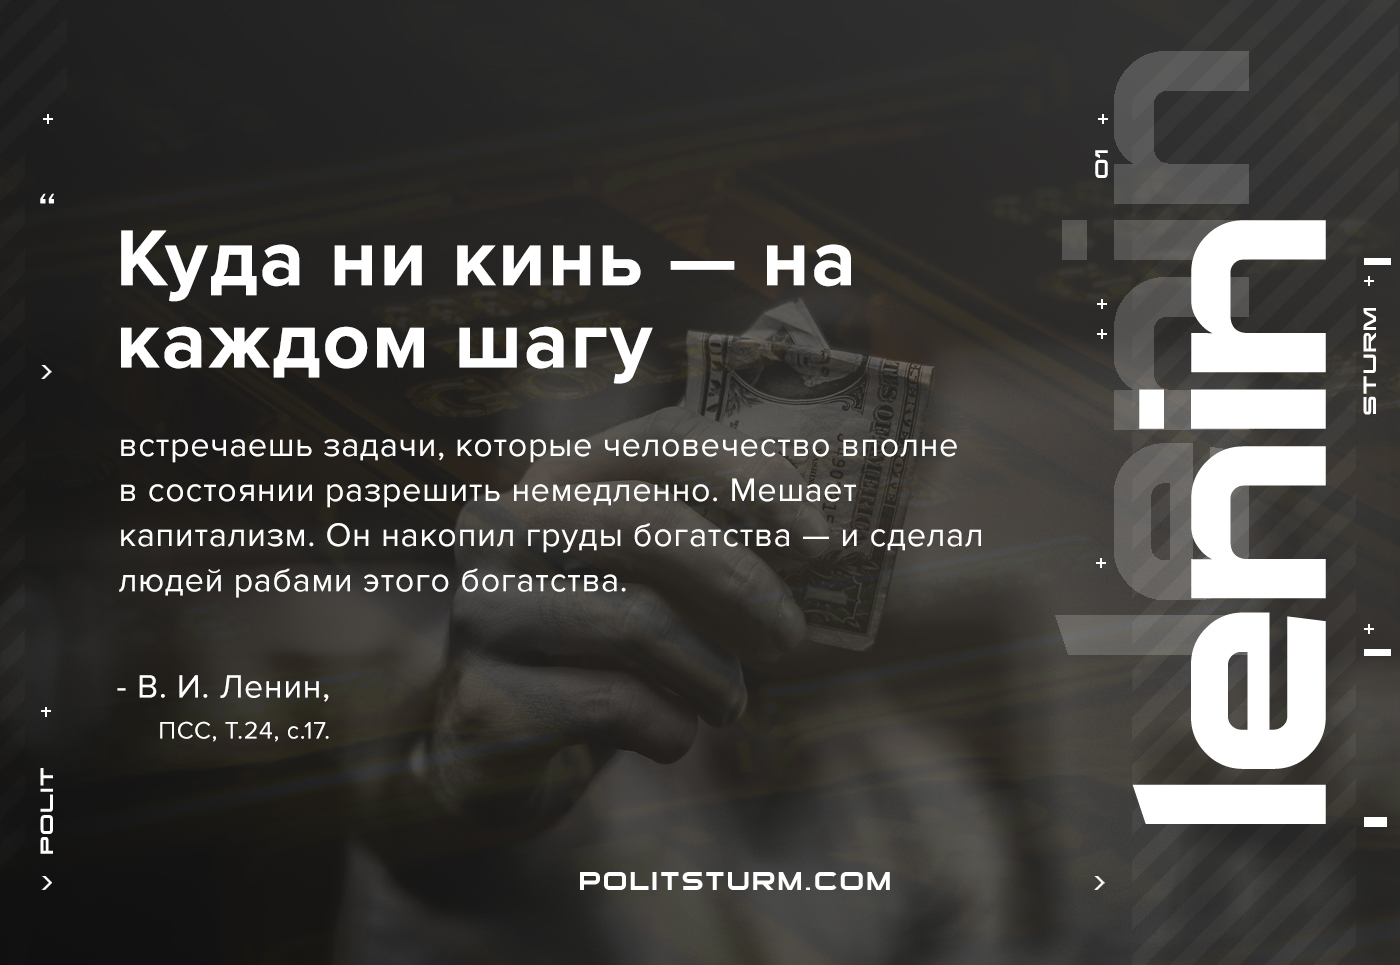 “
Куда ни кинь — на
каждом шагу
встречаешь задачи, которые человечество вполне
в состоянии разрешить немедленно. Мешает
капитализм. Он накопил груды богатства — и сделал
людей рабами этого богатства.
- В. И. Ленин,
ПСС, Т.24, с.17.
POLIT
POLITSTURM.COM
01
lenin
lenin
STURM